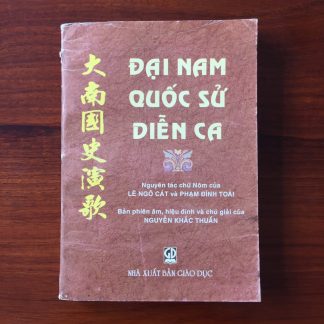 大南國史演歌
ĐẠI NAM
QUỐC SỬ
DIỄN CA
Nguyên tác chữ Nôm của
LÊ NGÔ CÁT và PHẠM ĐÌNH TOÁI
Bản phiên âm, hiệu đính và chú giải của
NGUYỄN KHẮC THUẦN
GD
NHÀ XUẤT BẢN GIÁO DỤC